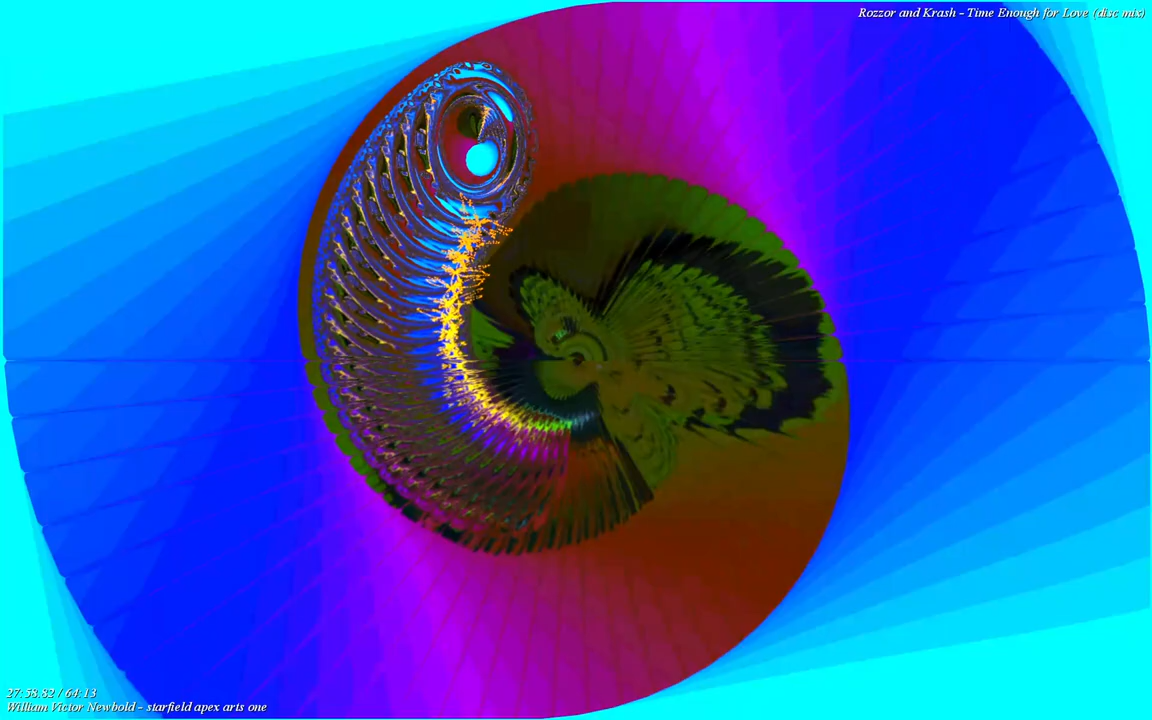 Rozzor and Krash - Time Enough for Love (disc mix)
27:58.82 / 64:13
William Victor Newbold - starfield apex arts one